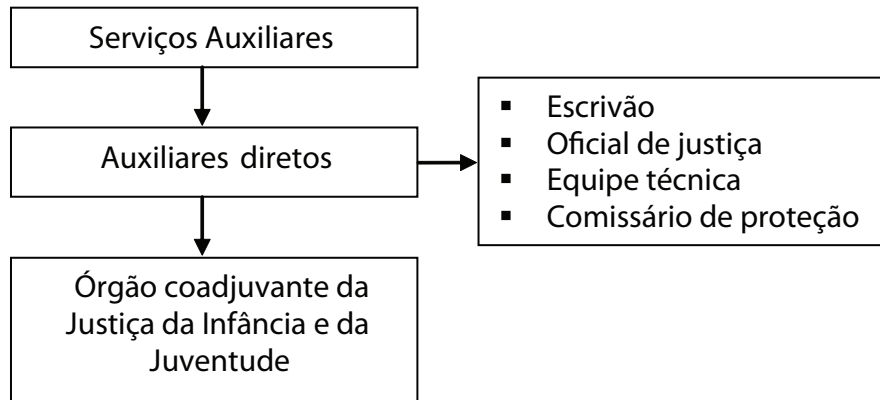 Serviços Auxiliares
Auxiliares diretos
▪ Escrivão
▪ Oficial de justiça
▪ Equipe técnica
▪ Comissário de proteção
Órgão coadjuvante da
Justiça da Infância e da
Juventude